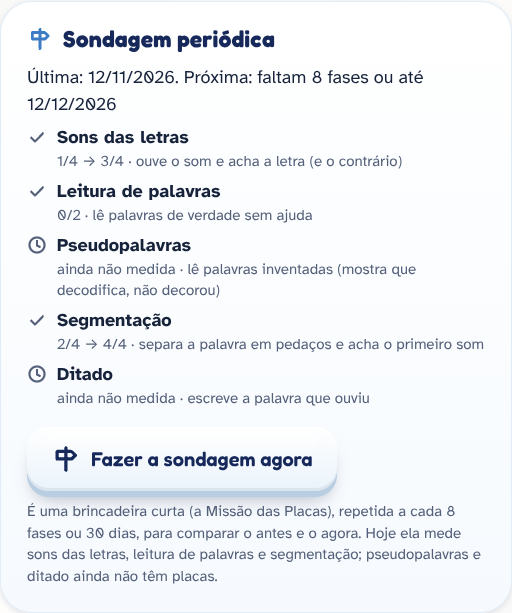 Sondagem periódica
Última: 12/11/2026. Próxima: faltam 8 fases ou até
12/12/2026
Sons das letras
1/4 → 3/4 · ouve o som e acha a letra (e o contrário)
Leitura de palavras
0/2 · lê palavras de verdade sem ajuda
Pseudopalavras
ainda não medida · lê palavras inventadas (mostra que
decodifica, não decorou)
Segmentação
2/4 → 4/4 · separa a palavra em pedaços e acha o primeiro som
Ditado
ainda não medida · escreve a palavra que ouviu
Fazer a sondagem agora
É uma brincadeira curta (a Missão das Placas), repetida a cada 8
fases ou 30 dias, para comparar o antes e o agora. Hoje ela mede
sons das letras, leitura de palavras e segmentação; pseudopalavras e
ditado ainda não têm placas.